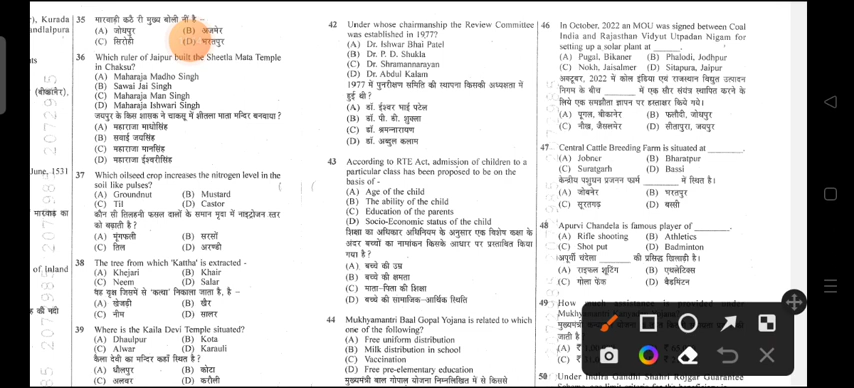 ), Kurada
andlalpura
nts
(बीकानेर),
June, 1531
मारवाड़ का
of Inland
ड़ की नदी
35 मारवाड़ी कठै री मुख्य बोली नीं है -
(A) जोधपुर (B) अजमेर
(C) सिरोही (D) भरतपुर
36 Which ruler of Jaipur built the Sheetla Mata Temple
in Chaksu?
(A) Maharaja Madho Singh
(B) Sawai Jai Singh
(C) Maharaja Man Singh
(D) Maharaja Ishwari Singh
जयपुर के किस शासक ने चाकसू में शीतला माता मन्दिर बनवाया ?
(A) महाराजा माधोसिंह
(B) सवाई जयसिंह
(C) महाराजा मानसिंह
(D) महाराजा ईश्वरीसिंह
37 Which oilseed crop increases the nitrogen level in the
soil like pulses?
(A) Groundnut (B) Mustard
(C) Til (D) Castor
कौन सी तिलहनी फसल दालों के समान मृदा में नाइट्रोजन स्तर
को बढ़ाती है ?
(A) मूंगफली (B) सरसों
(C) तिल (D) अरण्डी
38 The tree from which 'Kattha' is extracted -
(A) Khejari (B) Khair
(C) Neem (D) Salar
वह वृक्ष जिससे 'कत्था' निकाला जाता है, है –
(A) खेजड़ी (B) खैर
(C) नीम (D) सालर
39 Where is the Kaila Devi Temple situated?
(A) Dhaulpur (B) Kota
(C) Alwar (D) Karauli
कैला देवी का मन्दिर कहाँ स्थित है ?
(A) धौलपुर (B) कोटा
(C) अलवर (D) करौली
42 Under whose chairmanship the Review Committee
was established in 1977?
(A) Dr. Ishwar Bhai Patel
(B) Dr. P. D. Shukla
(C) Dr. Shramannarayan
(D) Dr. Abdul Kalam
1977 में पुनरीक्षण समिति की स्थापना किसकी अध्यक्षता में
हुई थी ?
(A) डॉ. ईश्वर भाई पटेल
(B) डॉ. पी. डी. शुक्ला
(C) डॉ. श्रमन्नारायण
(D) डॉ. अब्दुल कलाम
43 According to RTE Act, admission of children to a
particular class has been proposed to be on the
basis of -
(A) Age of the child
(B) The ability of the child
(C) Education of the parents
(D) Socio-Economic status of the child
शिक्षा का अधिकार अधिनियम के अनुसार एक विशेष कक्षा के
अंदर बच्चों का नामांकन किसके आधार पर प्रस्तावित किया
गया है ?
(A) बच्चे की उम्र
(B) बच्चे की क्षमता
(C) माता-पिता की शिक्षा
(D) बच्चे की सामाजिक-आर्थिक स्थिति
44 Mukhyamantri Baal Gopal Yojana is related to which
one of the following?
(A) Free uniform distribution
(B) Milk distribution in school
(C) Vaccination
(D) Free pre-elementary education
मुख्यमंत्री बाल गोपाल योजना निम्नलिखित में से किससे
46 In October, 2022 an MOU was signed between Coal
India and Rajasthan Vidyut Utpadan Nigam for
setting up a solar plant at ______.
(A) Pugal, Bikaner (B) Phalodi, Jodhpur
(C) Nokh, Jaisalmer (D) Sitapura, Jaipur
अक्टूबर, 2022 में कोल इंडिया एवं राजस्थान विद्युत उत्पादन
निगम के बीच ______ में एक सौर संयंत्र स्थापित करने के
लिये एक समझौता ज्ञापन पर हस्ताक्षर किये गये।
(A) पूगल, बीकानेर (B) फलौदी, जोधपुर
(C) नौख, जैसलमेर (D) सीतापुरा, जयपुर
47 Central Cattle Breeding Farm is situated at ______.
(A) Jobner (B) Bharatpur
(C) Suratgarh (D) Bassi
केन्द्रीय पशुधन प्रजनन फार्म ______ में स्थित है।
(A) जोबनेर (B) भरतपुर
(C) सूरतगढ़ (D) बस्सी
48 Apurvi Chandela is famous player of ______.
(A) Rifle shooting (B) Athletics
(C) Shot put (D) Badminton
अपूर्वी चंदेला ______ की प्रसिद्ध खिलाड़ी है।
(A) राइफल शूटिंग (B) एथलेटिक्स
(C) गोला फेंक (D) बैडमिंटन
49 How much assistance is provided under
जाती है
(A) ₹
(C) ₹
50 Under Indira Gandhi Shahri Rojgar Guarantee